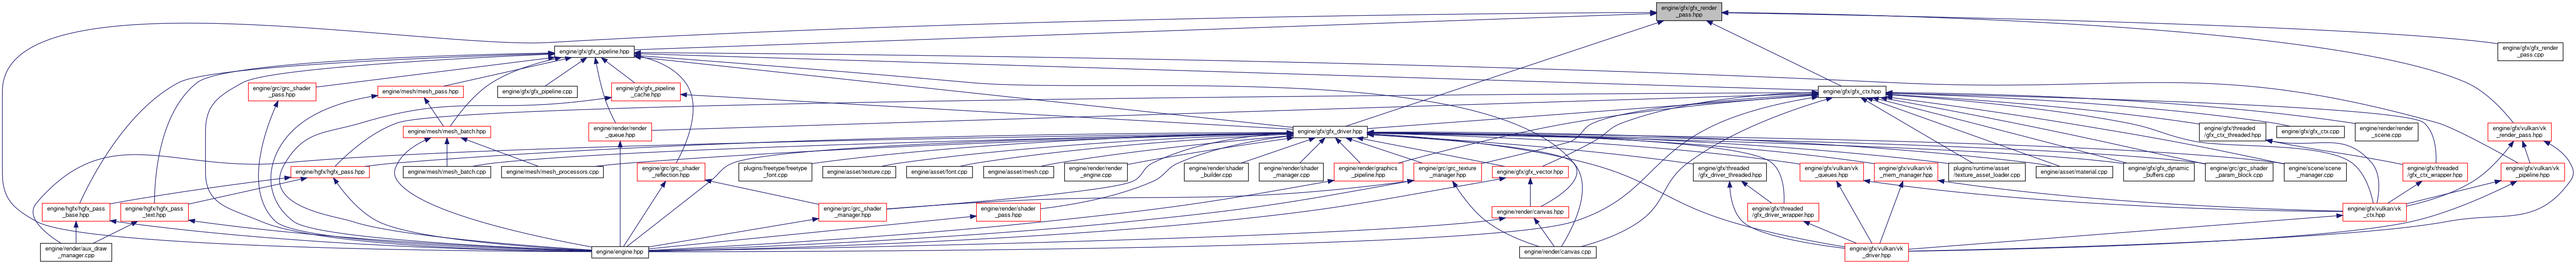 engine/gfx/gfx_render
_pass.hpp
engine/gfx/gfx_pipeline.hpp
engine/gfx/gfx_render
_pass.cpp
engine/grc/grc_shader
_pass.hpp
engine/mesh/mesh_pass.hpp
engine/gfx/gfx_pipeline.cpp
engine/gfx/gfx_pipeline
_cache.hpp
engine/gfx/gfx_ctx.hpp
engine/mesh/mesh_batch.hpp
engine/render/render
_queue.hpp
engine/gfx/gfx_driver.hpp
engine/gfx/threaded
/gfx_ctx_threaded.hpp
engine/gfx/gfx_ctx.cpp
engine/render/render
_scene.cpp
engine/gfx/vulkan/vk
_render_pass.hpp
engine/hgfx/hgfx_pass.hpp
engine/mesh/mesh_batch.cpp
engine/mesh/mesh_processors.cpp
engine/grc/grc_shader
_reflection.hpp
plugins/freetype/freetype
_font.cpp
engine/asset/texture.cpp
engine/asset/font.cpp
engine/asset/mesh.cpp
engine/render/render
_engine.cpp
engine/render/shader
_builder.cpp
engine/render/shader
_manager.cpp
engine/render/graphics
_pipeline.hpp
engine/grc/grc_texture
_manager.hpp
engine/gfx/gfx_vector.hpp
engine/gfx/threaded
/gfx_driver_threaded.hpp
engine/gfx/vulkan/vk
_queues.hpp
engine/gfx/vulkan/vk
_mem_manager.hpp
plugins/runtime/asset
/texture_asset_loader.cpp
engine/asset/material.cpp
engine/gfx/gfx_dynamic
_buffers.cpp
engine/grc/grc_shader
_param_block.cpp
engine/scene/scene
_manager.cpp
engine/gfx/threaded
/gfx_ctx_wrapper.hpp
engine/gfx/vulkan/vk
_pipeline.hpp
engine/hgfx/hgfx_pass
_base.hpp
engine/hgfx/hgfx_pass
_text.hpp
engine/grc/grc_shader
_manager.hpp
engine/render/shader
_pass.hpp
engine/render/canvas.hpp
engine/gfx/threaded
/gfx_driver_wrapper.hpp
engine/gfx/vulkan/vk
_ctx.hpp
engine/render/aux_draw
_manager.cpp
engine/engine.hpp
engine/render/canvas.cpp
engine/gfx/vulkan/vk
_driver.hpp